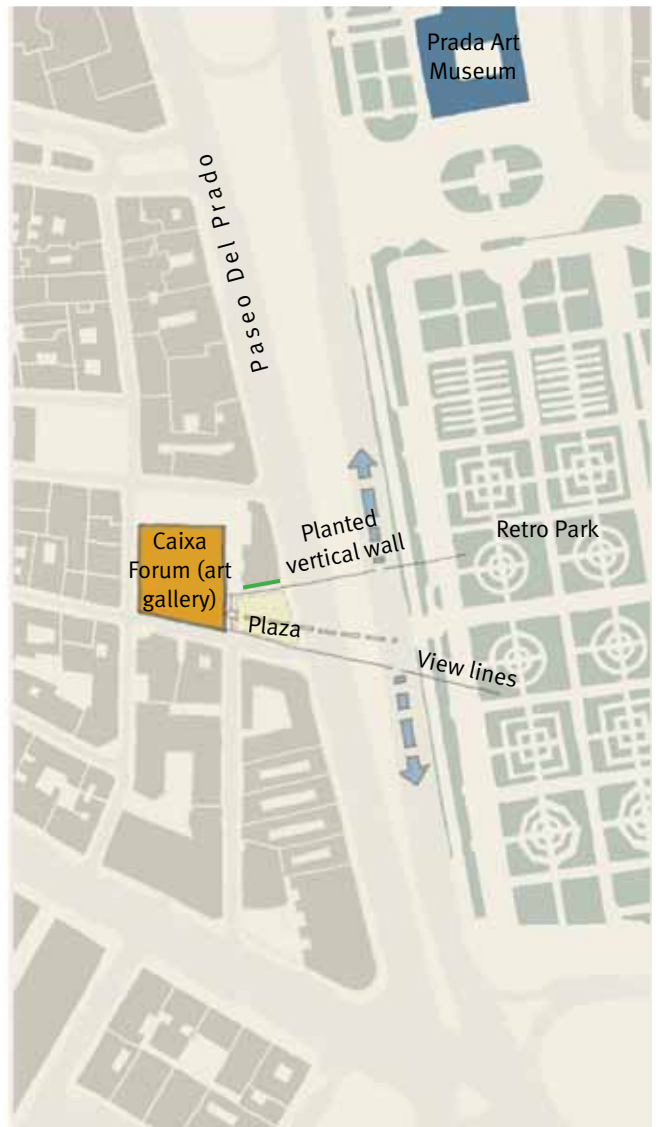 Prada Art
Museum
Paseo Del Prado
Planted
vertical wall
Retro Park
Caixa
Forum (art
gallery)
Plaza
View lines